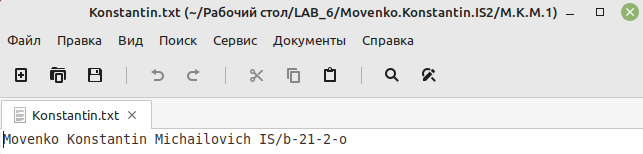 Konstantin.txt (~/Рабочий стол/LAB_6/Movenko.Konstantin.IS2/M.K.M.1)
Файл Правка Вид Поиск Сервис Документы Справка
Konstantin.txt
Movenko Konstantin Michailovich IS/b-21-2-o